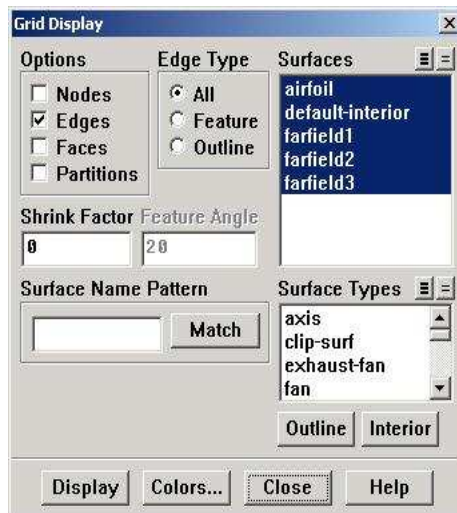 Grid Display
Options
Nodes
Edges
Faces
Partitions
Edge Type
All
Feature
Outline
Surfaces
airfoil
default-interior
farfield1
farfield2
farfield3
Shrink Factor
0
Feature Angle
20
Surface Name Pattern
Match
Surface Types
axis
clip-surf
exhaust-fan
fan
Outline
Interior
Display
Colors...
Close
Help